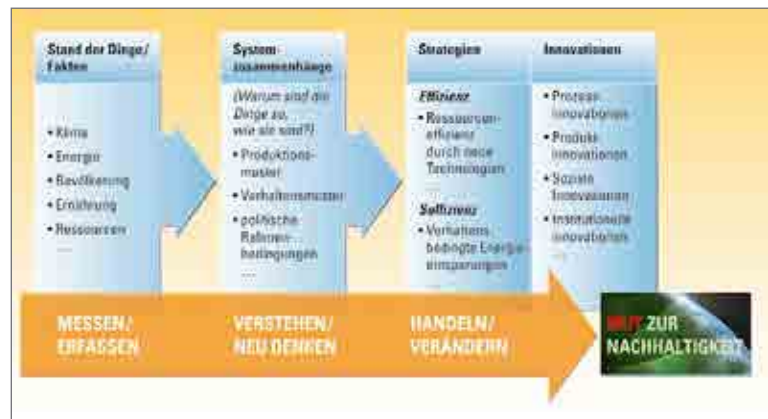 Stand der Dinge/
Fakten
• Klima
• Energie
• Bevölkerung
• Ernährung
• Ressourcen
....
System-
zusammenhänge
(Warum sind die
Dinge so,
wie sie sind?)
• Produktions-
muster
• Verhaltensmuster
• politische
Rahmen-
bedingungen
....
Strategien
Effizienz
• Ressourcen-
effizienz
durch neue
Technologien
....
Suffizienz
• Verhaltens-
bedingte Energie-
einsparungen
....
Innovationen
• Prozess-
innovationen
• Produkt-
innovationen
• Soziale
Innovationen
• Institutionelle
Innovationen
...
MESSEN/
ERFASSEN
VERSTEHEN/
NEU DENKEN
HANDELN/
VERÄNDERN
MUT ZUR
NACHHALTIGKEIT